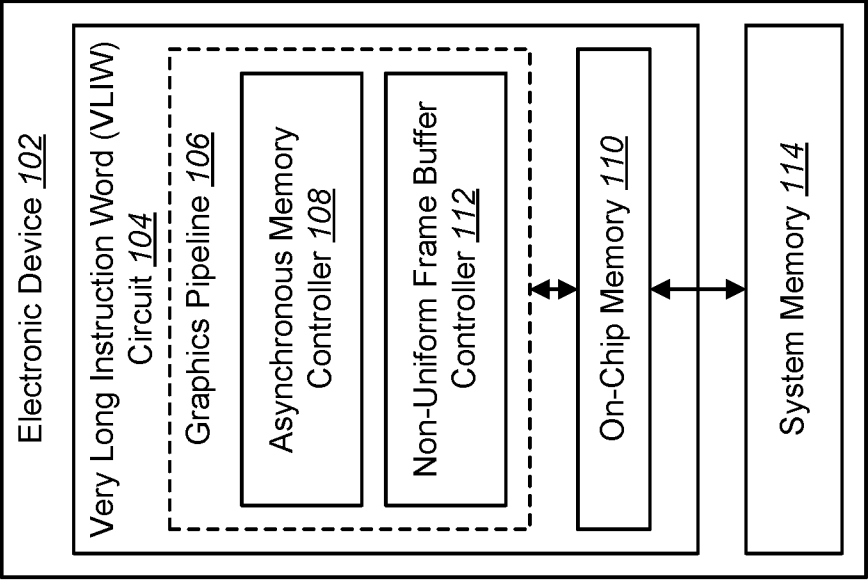 Electronic Device 102
Very Long Instruction Word (VLIW)
Circuit 104
Graphics Pipeline 106
Asynchronous Memory
Controller 108
Non-Uniform Frame Buffer
Controller 112
On-Chip Memory 110
System Memory 114